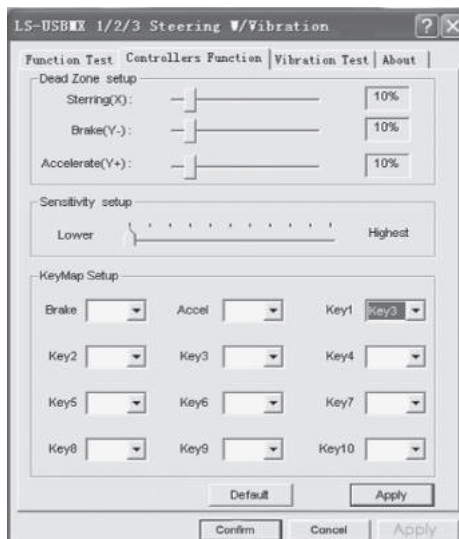 LS-USBMX 1/2/3 Steering W/Vibration
Function Test Controllers Function Vibration Test About
Dead Zone setup
Sterring(X): 10%
Brake(Y-): 10%
Accelerate(Y+): 10%
Sensitivity setup
Lower Highest
KeyMap Setup
Brake Accel Key1 Key3
Key2 Key3 Key4
Key5 Key6 Key7
Key8 Key9 Key10
Default Apply
Confirm Cancel Apply